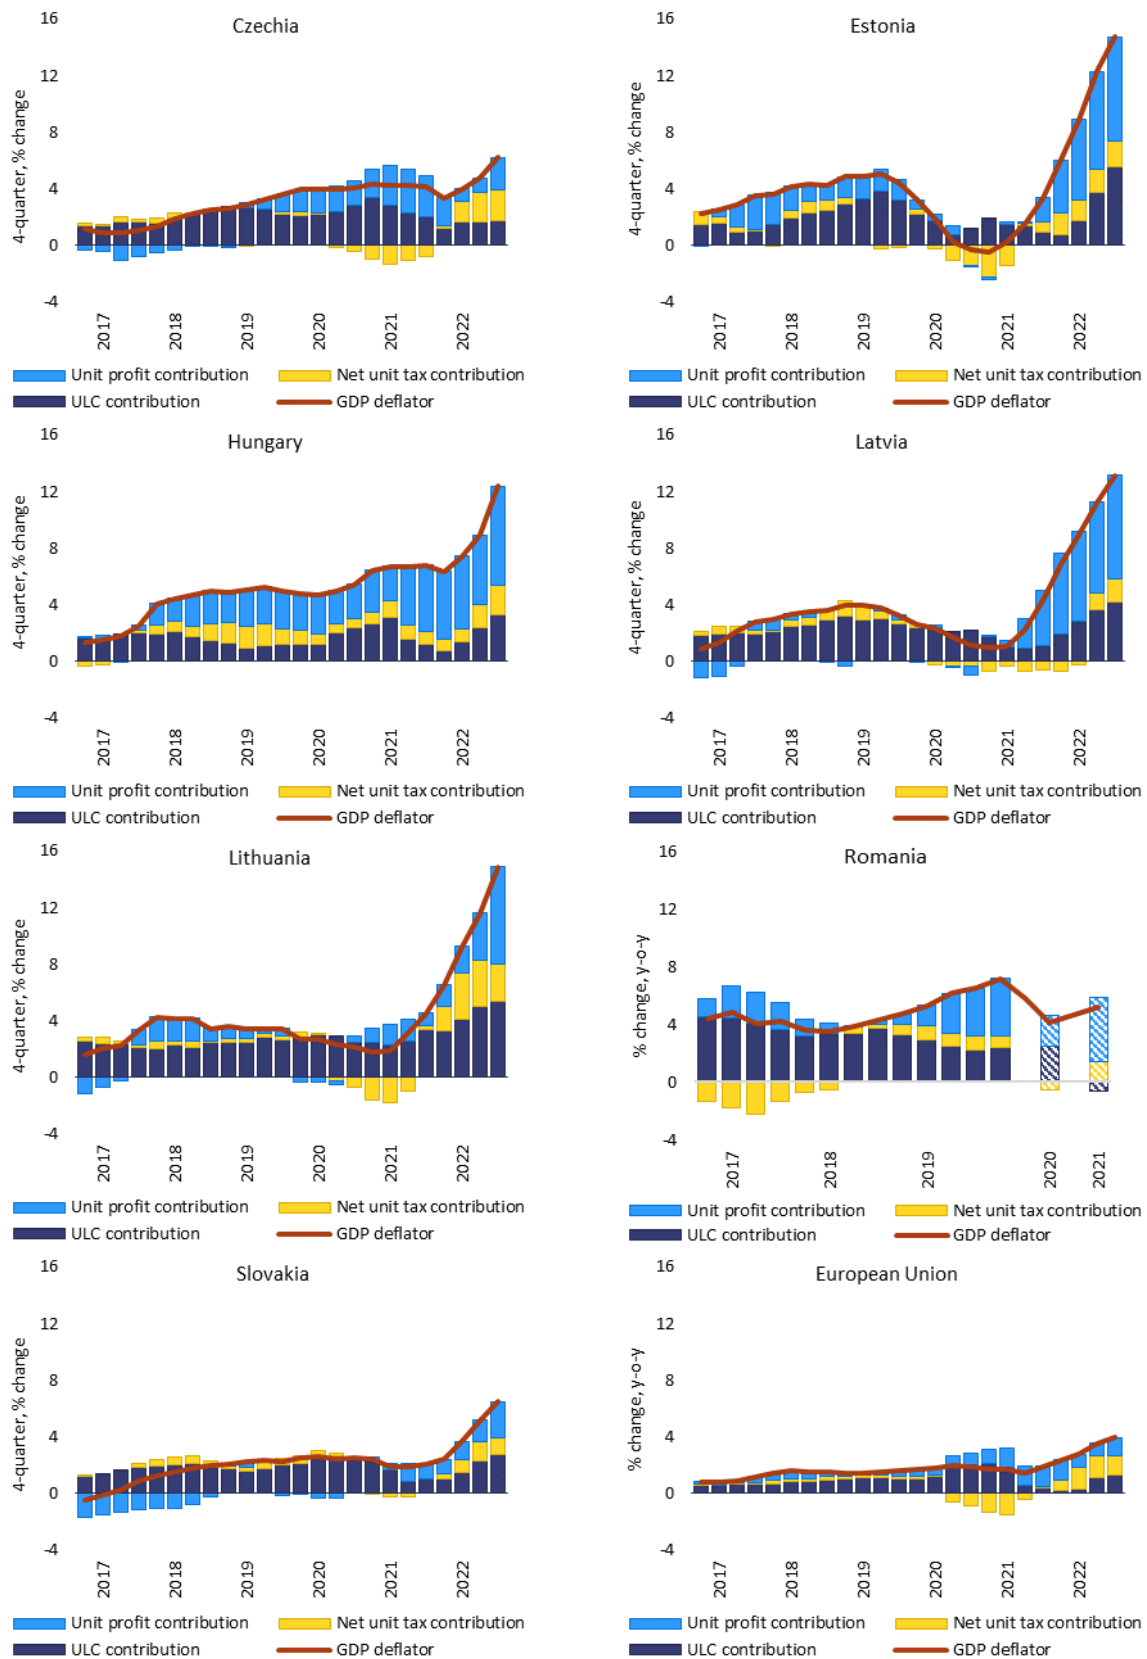 Czechia
4-quarter, % change
16
12
8
4
0
-4
2017 2018 2019 2020 2021 2022
Unit profit contribution Net unit tax contribution
ULC contribution GDP deflator
Estonia
4-quarter, % change
16
12
8
4
0
-4
2017 2018 2019 2020 2021 2022
Unit profit contribution Net unit tax contribution
ULC contribution GDP deflator
Hungary
4-quarter, % change
16
12
8
4
0
-4
2017 2018 2019 2020 2021 2022
Unit profit contribution Net unit tax contribution
ULC contribution GDP deflator
Latvia
4-quarter, % change
16
12
8
4
0
-4
2017 2018 2019 2020 2021 2022
Unit profit contribution Net unit tax contribution
ULC contribution GDP deflator
Lithuania
4-quarter, % change
16
12
8
4
0
-4
2017 2018 2019 2020 2021 2022
Unit profit contribution Net unit tax contribution
ULC contribution GDP deflator
Romania
% change, y-o-y
16
12
8
4
0
-4
2017 2018 2019 2020 2021
Unit profit contribution Net unit tax contribution
ULC contribution GDP deflator
Slovakia
4-quarter, % change
16
12
8
4
0
-4
2017 2018 2019 2020 2021 2022
Unit profit contribution Net unit tax contribution
ULC contribution GDP deflator
European Union
% change, y-o-y
16
12
8
4
0
-4
2017 2018 2019 2020 2021 2022
Unit profit contribution Net unit tax contribution
ULC contribution GDP deflator